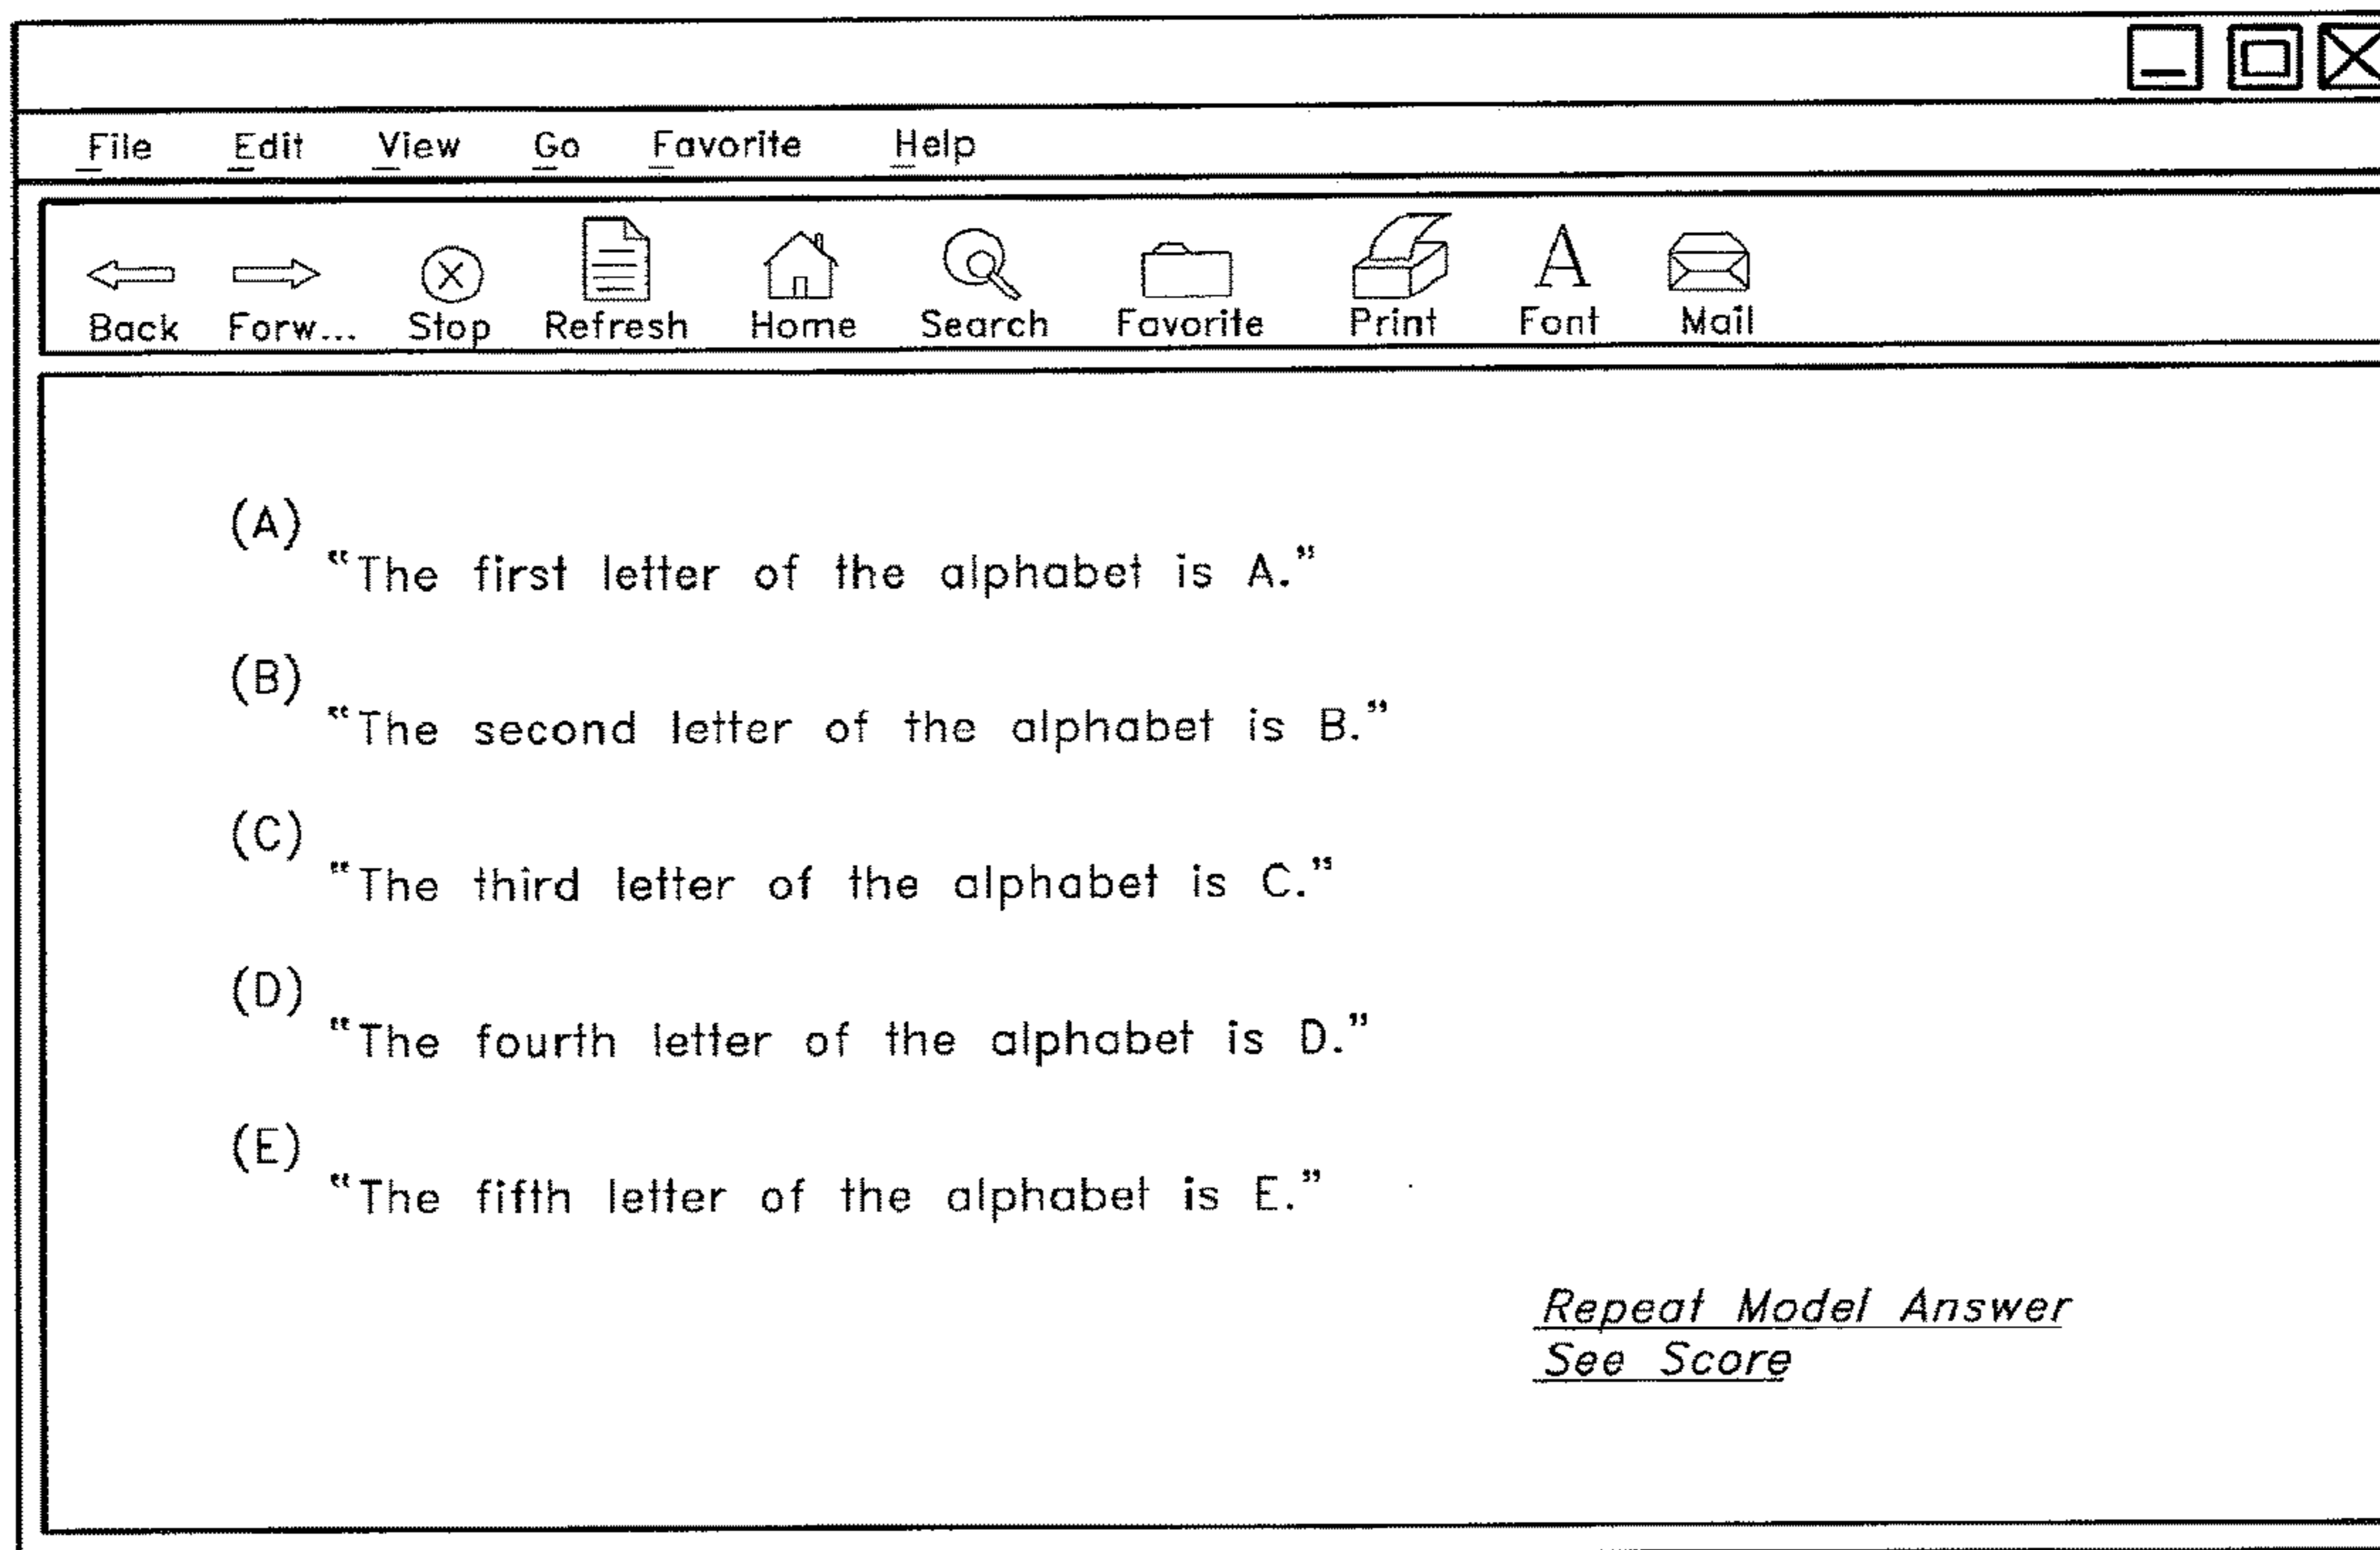 File Edit View Go Favorite Help
Back Forw... Stop Refresh Home Search Favorite Print Font Mail
(A)
"The first letter of the alphabet is A."
(B)
"The second letter of the alphabet is B."
(C)
"The third letter of the alphabet is C."
(D)
"The fourth letter of the alphabet is D."
(E)
"The fifth letter of the alphabet is E."
Repeat Model Answer
See Score